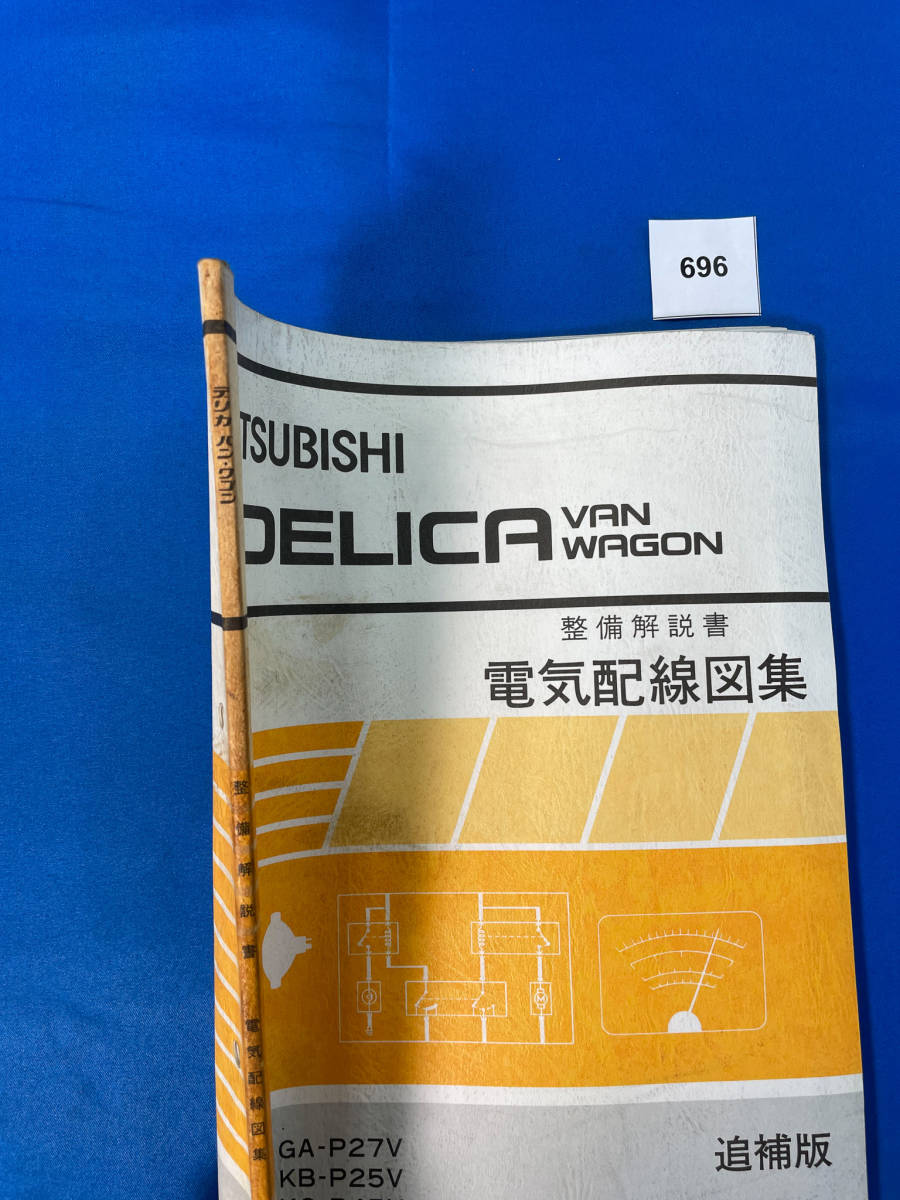 696
デリカ バン・ワゴン
整備解説書
電気配線図集
TSUBISHI
DELICA VAN WAGON
整備解説書
電気配線図集
M
GA-P27V
KB-P25V
追補版